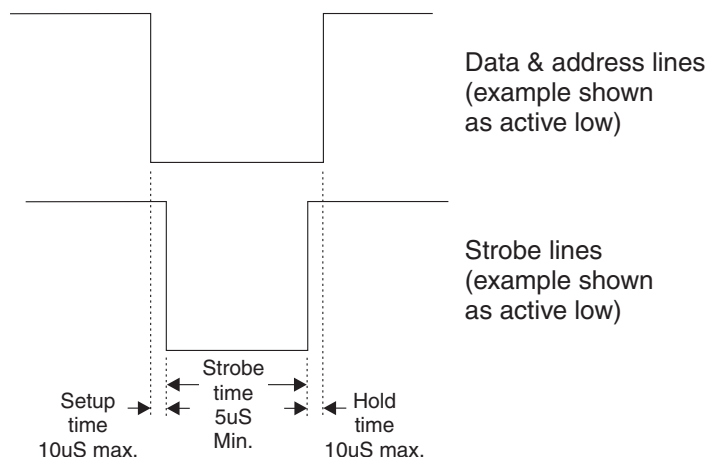 Data & address lines
(example shown
as active low)
Strobe lines
(example shown
as active low)
Setup
time
10uS max.
Strobe
time
5uS
Min.
Hold
time
10uS max.